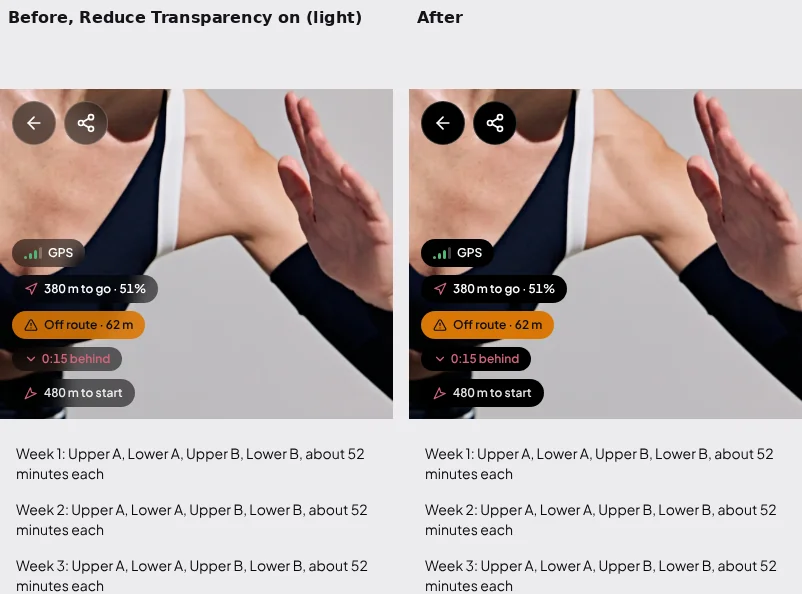 Before, Reduce Transparency on (light)
After
GPS
380 m to go · 51%
Off route · 62 m
0:15 behind
480 m to start
Week 1: Upper A, Lower A, Upper B, Lower B, about 52
minutes each
Week 2: Upper A, Lower A, Upper B, Lower B, about 52
minutes each
Week 3: Upper A, Lower A, Upper B, Lower B, about 52
minutes each
GPS
380 m to go · 51%
Off route · 62 m
0:15 behind
480 m to start
Week 1: Upper A, Lower A, Upper B, Lower B, about 52
minutes each
Week 2: Upper A, Lower A, Upper B, Lower B, about 52
minutes each
Week 3: Upper A, Lower A, Upper B, Lower B, about 52
minutes each